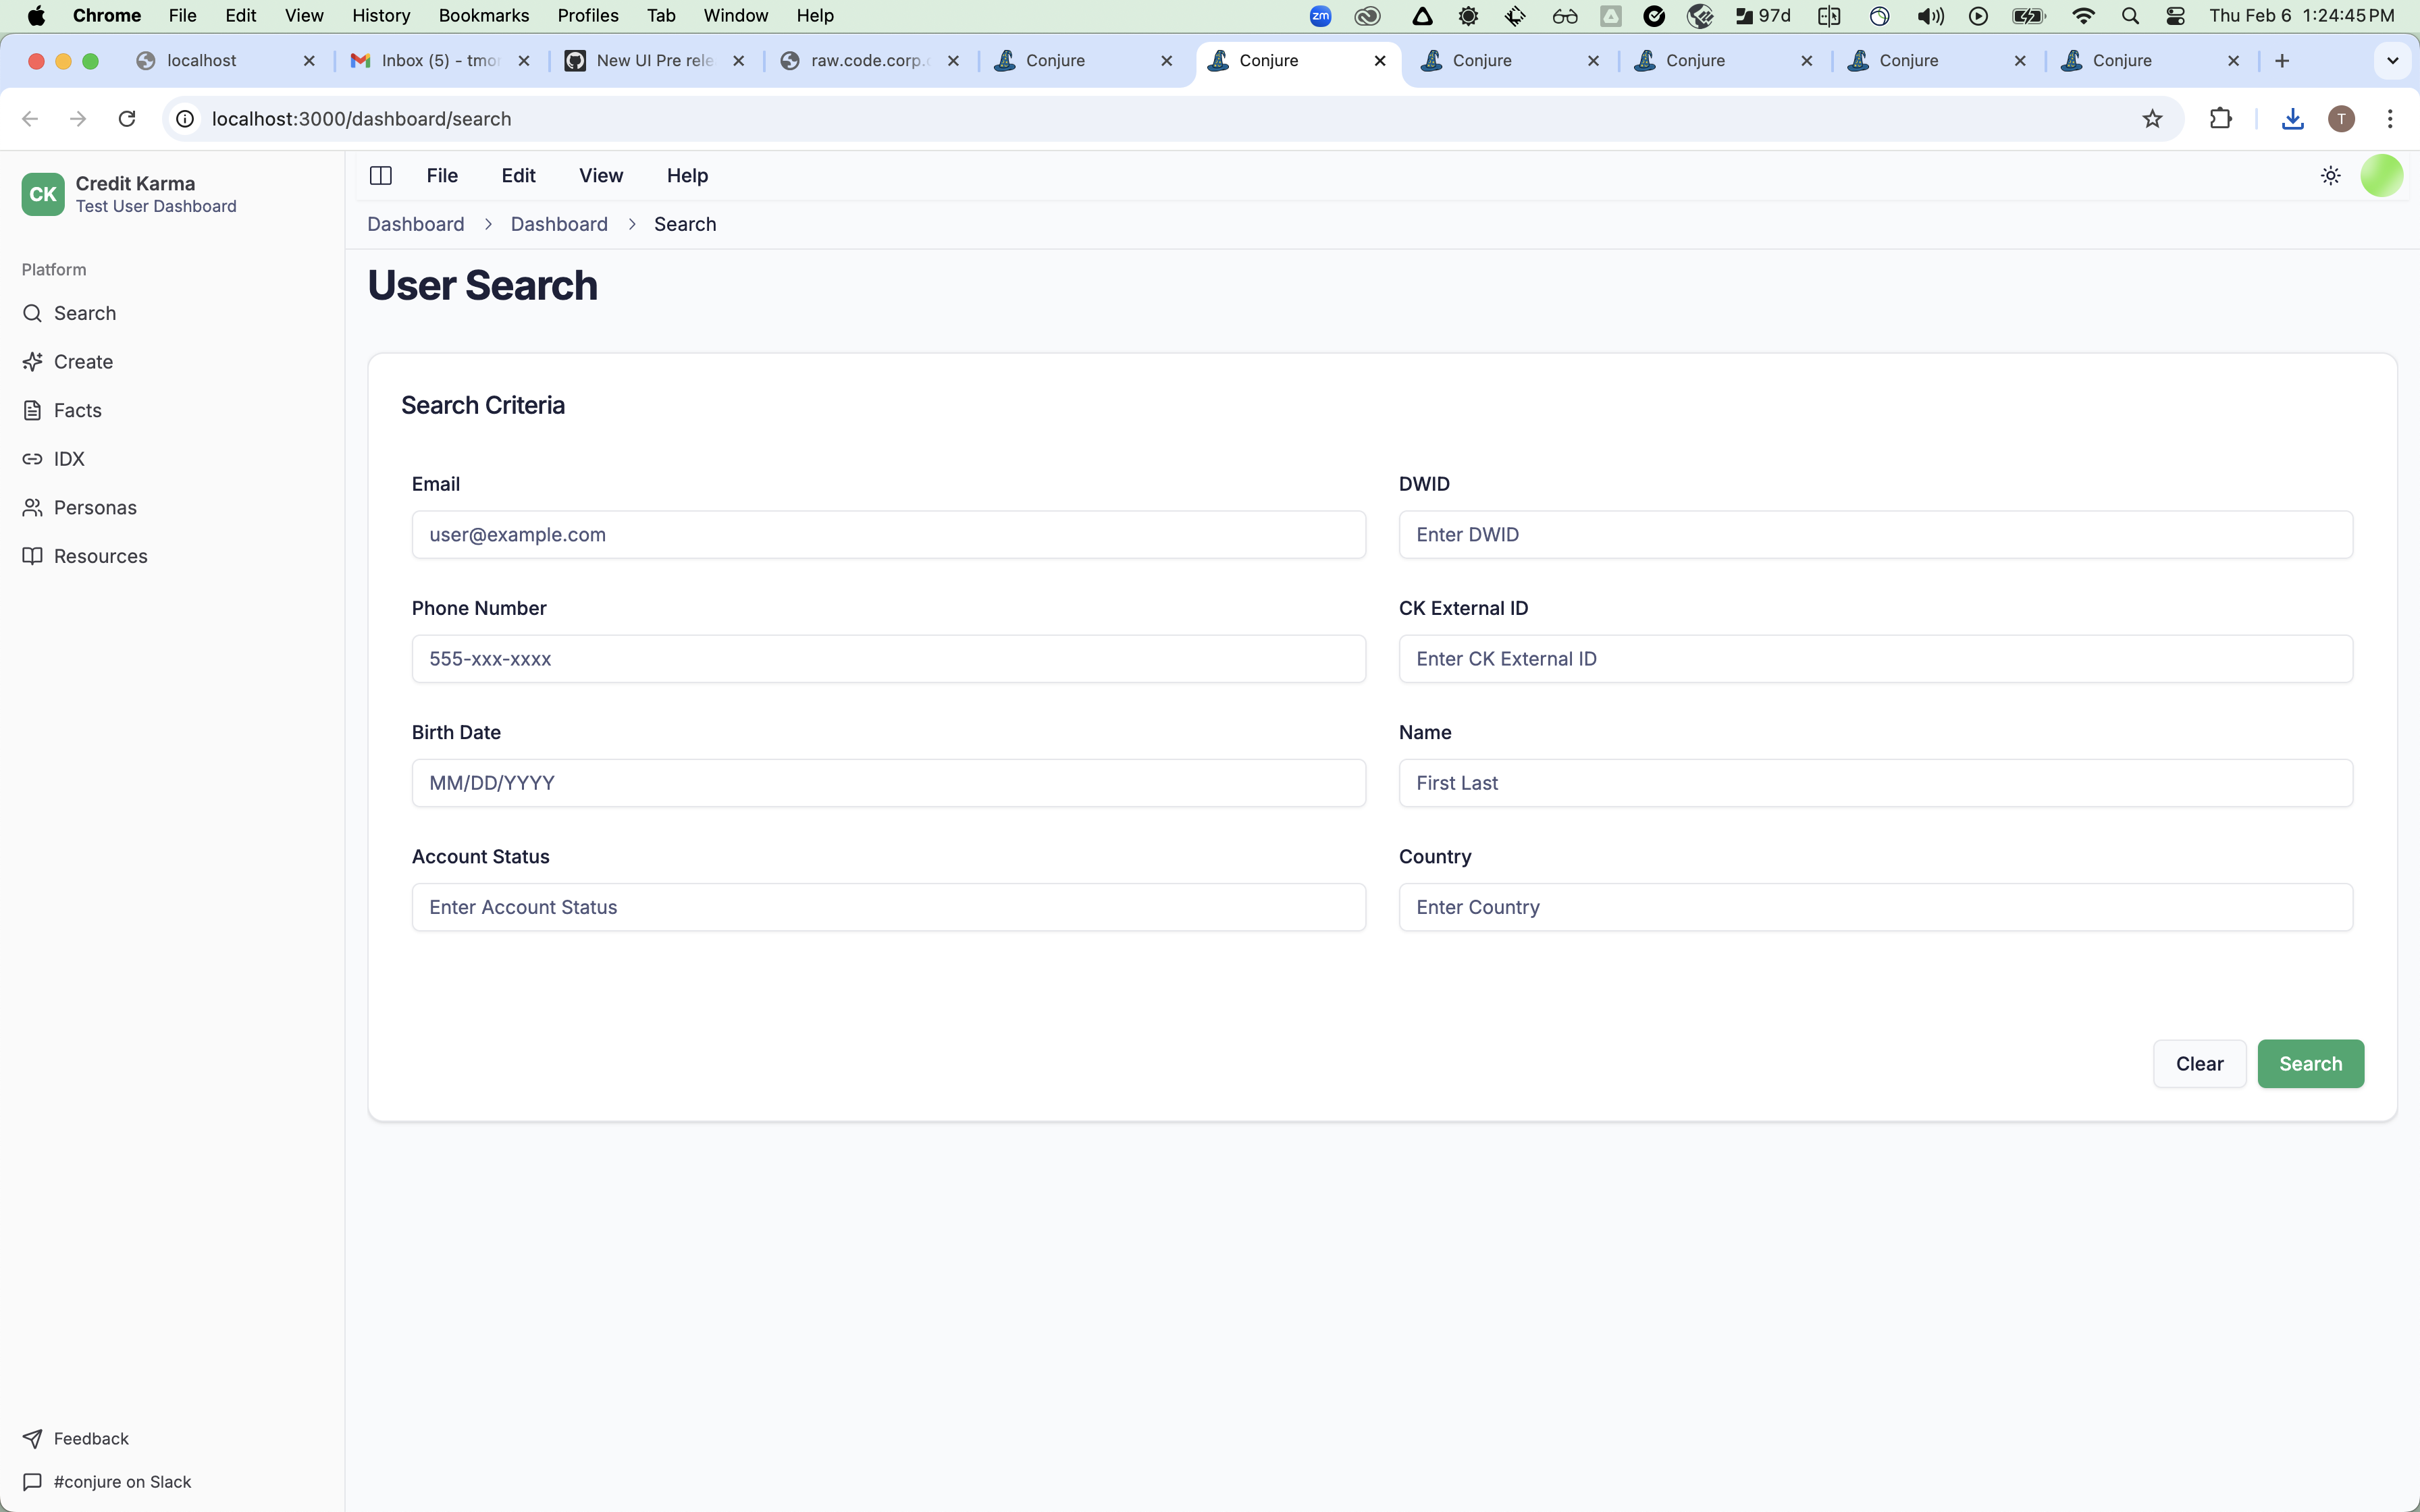 Chrome File Edit View History Bookmarks Profiles Tab Window Help zm 97d Thu Feb 6 1:24:45 PM
localhost Inbox (5) - tmor New UI Pre rele raw.code.corp. Conjure Conjure Conjure Conjure Conjure Conjure
localhost:3000/dashboard/search T
CK Credit Karma
Test User Dashboard
Platform
Search
Create
Facts
IDX
Personas
Resources
Feedback
#conjure on Slack
File Edit View Help
Dashboard > Dashboard > Search
User Search
Search Criteria
Email DWID
user@example.com Enter DWID
Phone Number CK External ID
555-xxx-xxxx Enter CK External ID
Birth Date Name
MM/DD/YYYY First Last
Account Status Country
Enter Account Status Enter Country
Clear Search